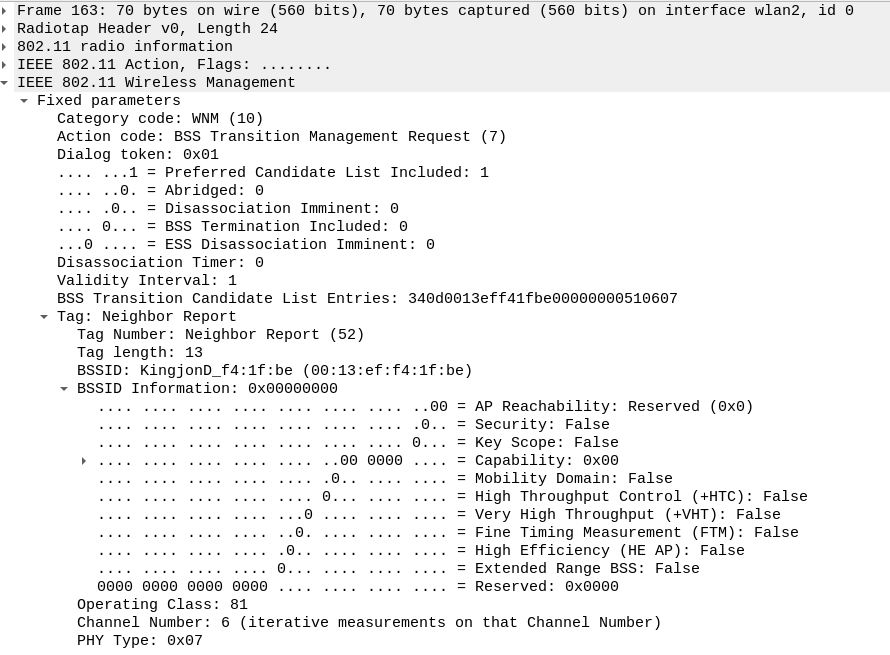 Frame 163: 70 bytes on wire (560 bits), 70 bytes captured (560 bits) on interface wlan2, id 0
Radiotap Header v0, Length 24
802.11 radio information
IEEE 802.11 Action, Flags: ........
IEEE 802.11 Wireless Management
Fixed parameters
Category code: WNM (10)
Action code: BSS Transition Management Request (7)
Dialog token: 0x01
.... ...1 = Preferred Candidate List Included: 1
.... ..0. = Abridged: 0
.... .0.. = Disassociation Imminent: 0
.... 0... = BSS Termination Included: 0
...0 .... = ESS Disassociation Imminent: 0
Disassociation Timer: 0
Validity Interval: 1
BSS Transition Candidate List Entries: 340d0013eff41fbe00000000510607
Tag: Neighbor Report
Tag Number: Neighbor Report (52)
Tag length: 13
BSSID: KingjonD_f4:1f:be (00:13:ef:f4:1f:be)
BSSID Information: 0x00000000
.... .... .... .... .... .... .... ..00 = AP Reachability: Reserved (0x0)
.... .... .... .... .... .... .... .0.. = Security: False
.... .... .... .... .... .... .... 0... = Key Scope: False
.... .... .... .... .... ..00 0000 .... = Capability: 0x00
.... .... .... .... .... .0.. .... .... = Mobility Domain: False
.... .... .... .... .... 0... .... .... = High Throughput Control (+HTC): False
.... .... .... .... ...0 .... .... .... = Very High Throughput (+VHT): False
.... .... .... .... ..0. .... .... .... = Fine Timing Measurement (FTM): False
.... .... .... .... .0.. .... .... .... = High Efficiency (HE AP): False
.... .... .... .... 0... .... .... .... = Extended Range BSS: False
0000 0000 0000 0000 .... .... .... .... = Reserved: 0x0000
Operating Class: 81
Channel Number: 6 (iterative measurements on that Channel Number)
PHY Type: 0x07